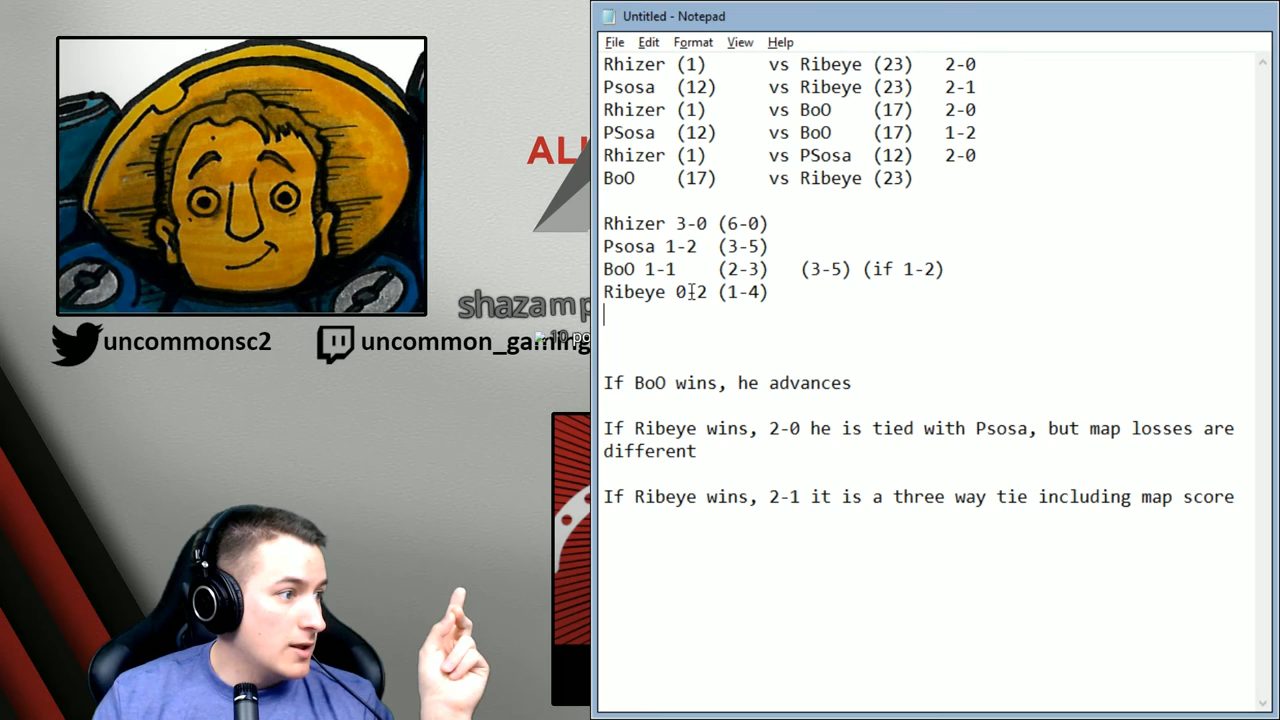 Untitled - Notepad
File Edit Format View Help
Rhizer (1) vs Ribeye (23) 2-0
Psosa (12) vs Ribeye (23) 2-1
Rhizer (1) vs BoO (17) 2-0
PSosa (12) vs BoO (17) 1-2
Rhizer (1) vs PSosa (12) 2-0
BoO (17) vs Ribeye (23)
Rhizer 3-0 (6-0)
Psosa 1-2 (3-5)
BoO 1-1 (2-3) (3-5) (if 1-2)
Ribeye 0-2 (1-4)
If BoO wins, he advances
If Ribeye wins, 2-0 he is tied with Psosa, but map losses are
different
If Ribeye wins, 2-1 it is a three way tie including map score
shazamp
10 po
uncommonsc2
uncommon_gaming